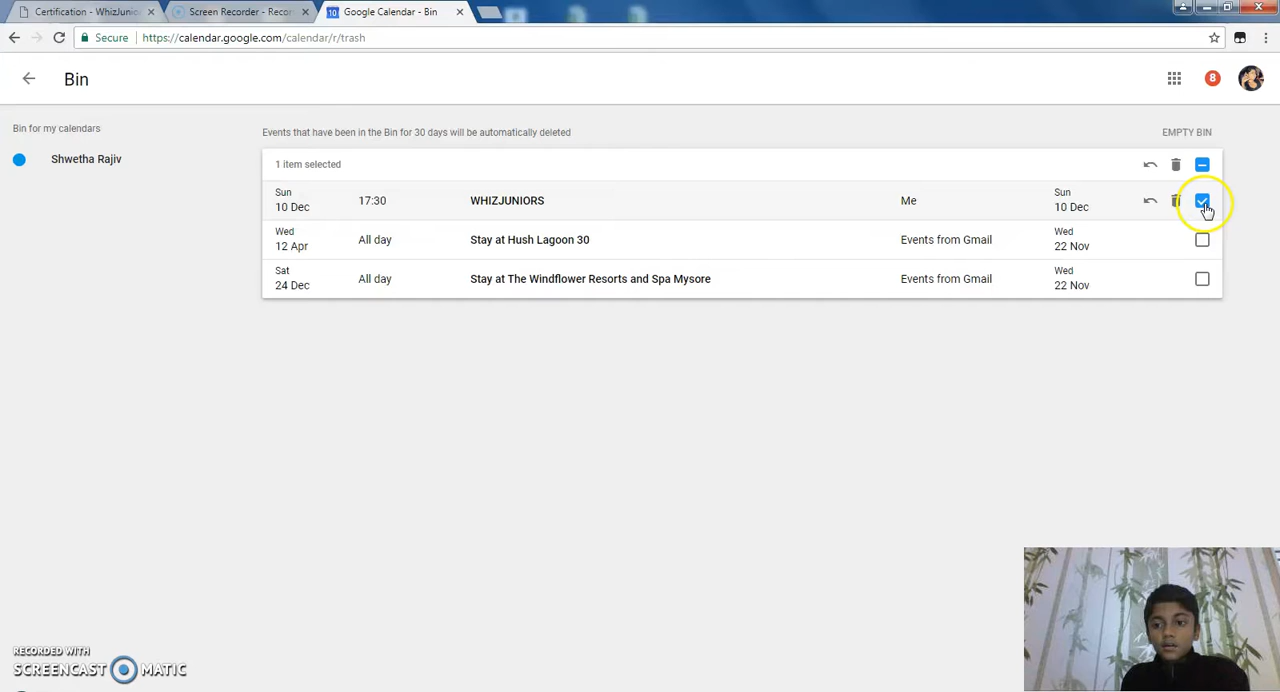 Certification - WhizJunio
Screen Recorder - Recor
10 Google Calendar - Bin
Secure https://calendar.google.com/calendar/r/trash
Bin
8
Bin for my calendars
Events that have been in the Bin for 30 days will be automatically deleted
EMPTY BIN
Shwetha Rajiv
1 item selected
Sun
10 Dec
17:30
WHIZJUNIORS
Me
Sun
10 Dec
Wed
12 Apr
All day
Stay at Hush Lagoon 30
Events from Gmail
Wed
22 Nov
Sat
24 Dec
All day
Stay at The Windflower Resorts and Spa Mysore
Events from Gmail
Wed
22 Nov
RECORDED WITH
SCREENCAST MATIC